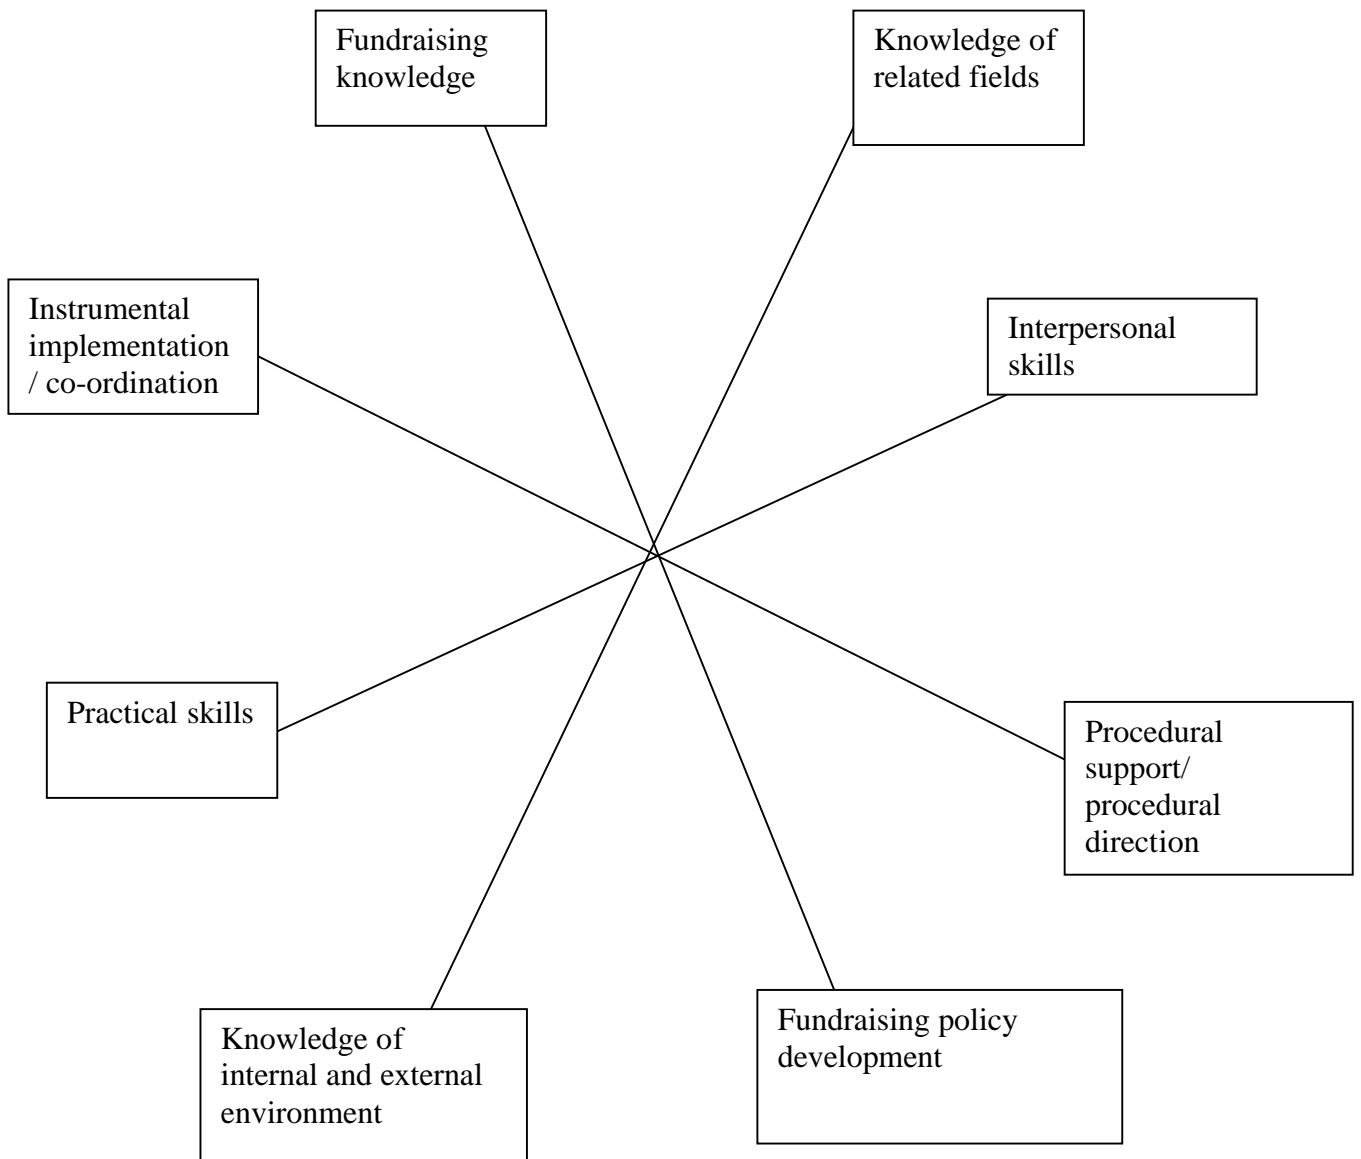 Fundraising
knowledge
Knowledge of
related fields
Instrumental
implementation
/ co-ordination
Interpersonal
skills
Practical skills
Procedural
support/
procedural
direction
Knowledge of
internal and external
environment
Fundraising policy
development